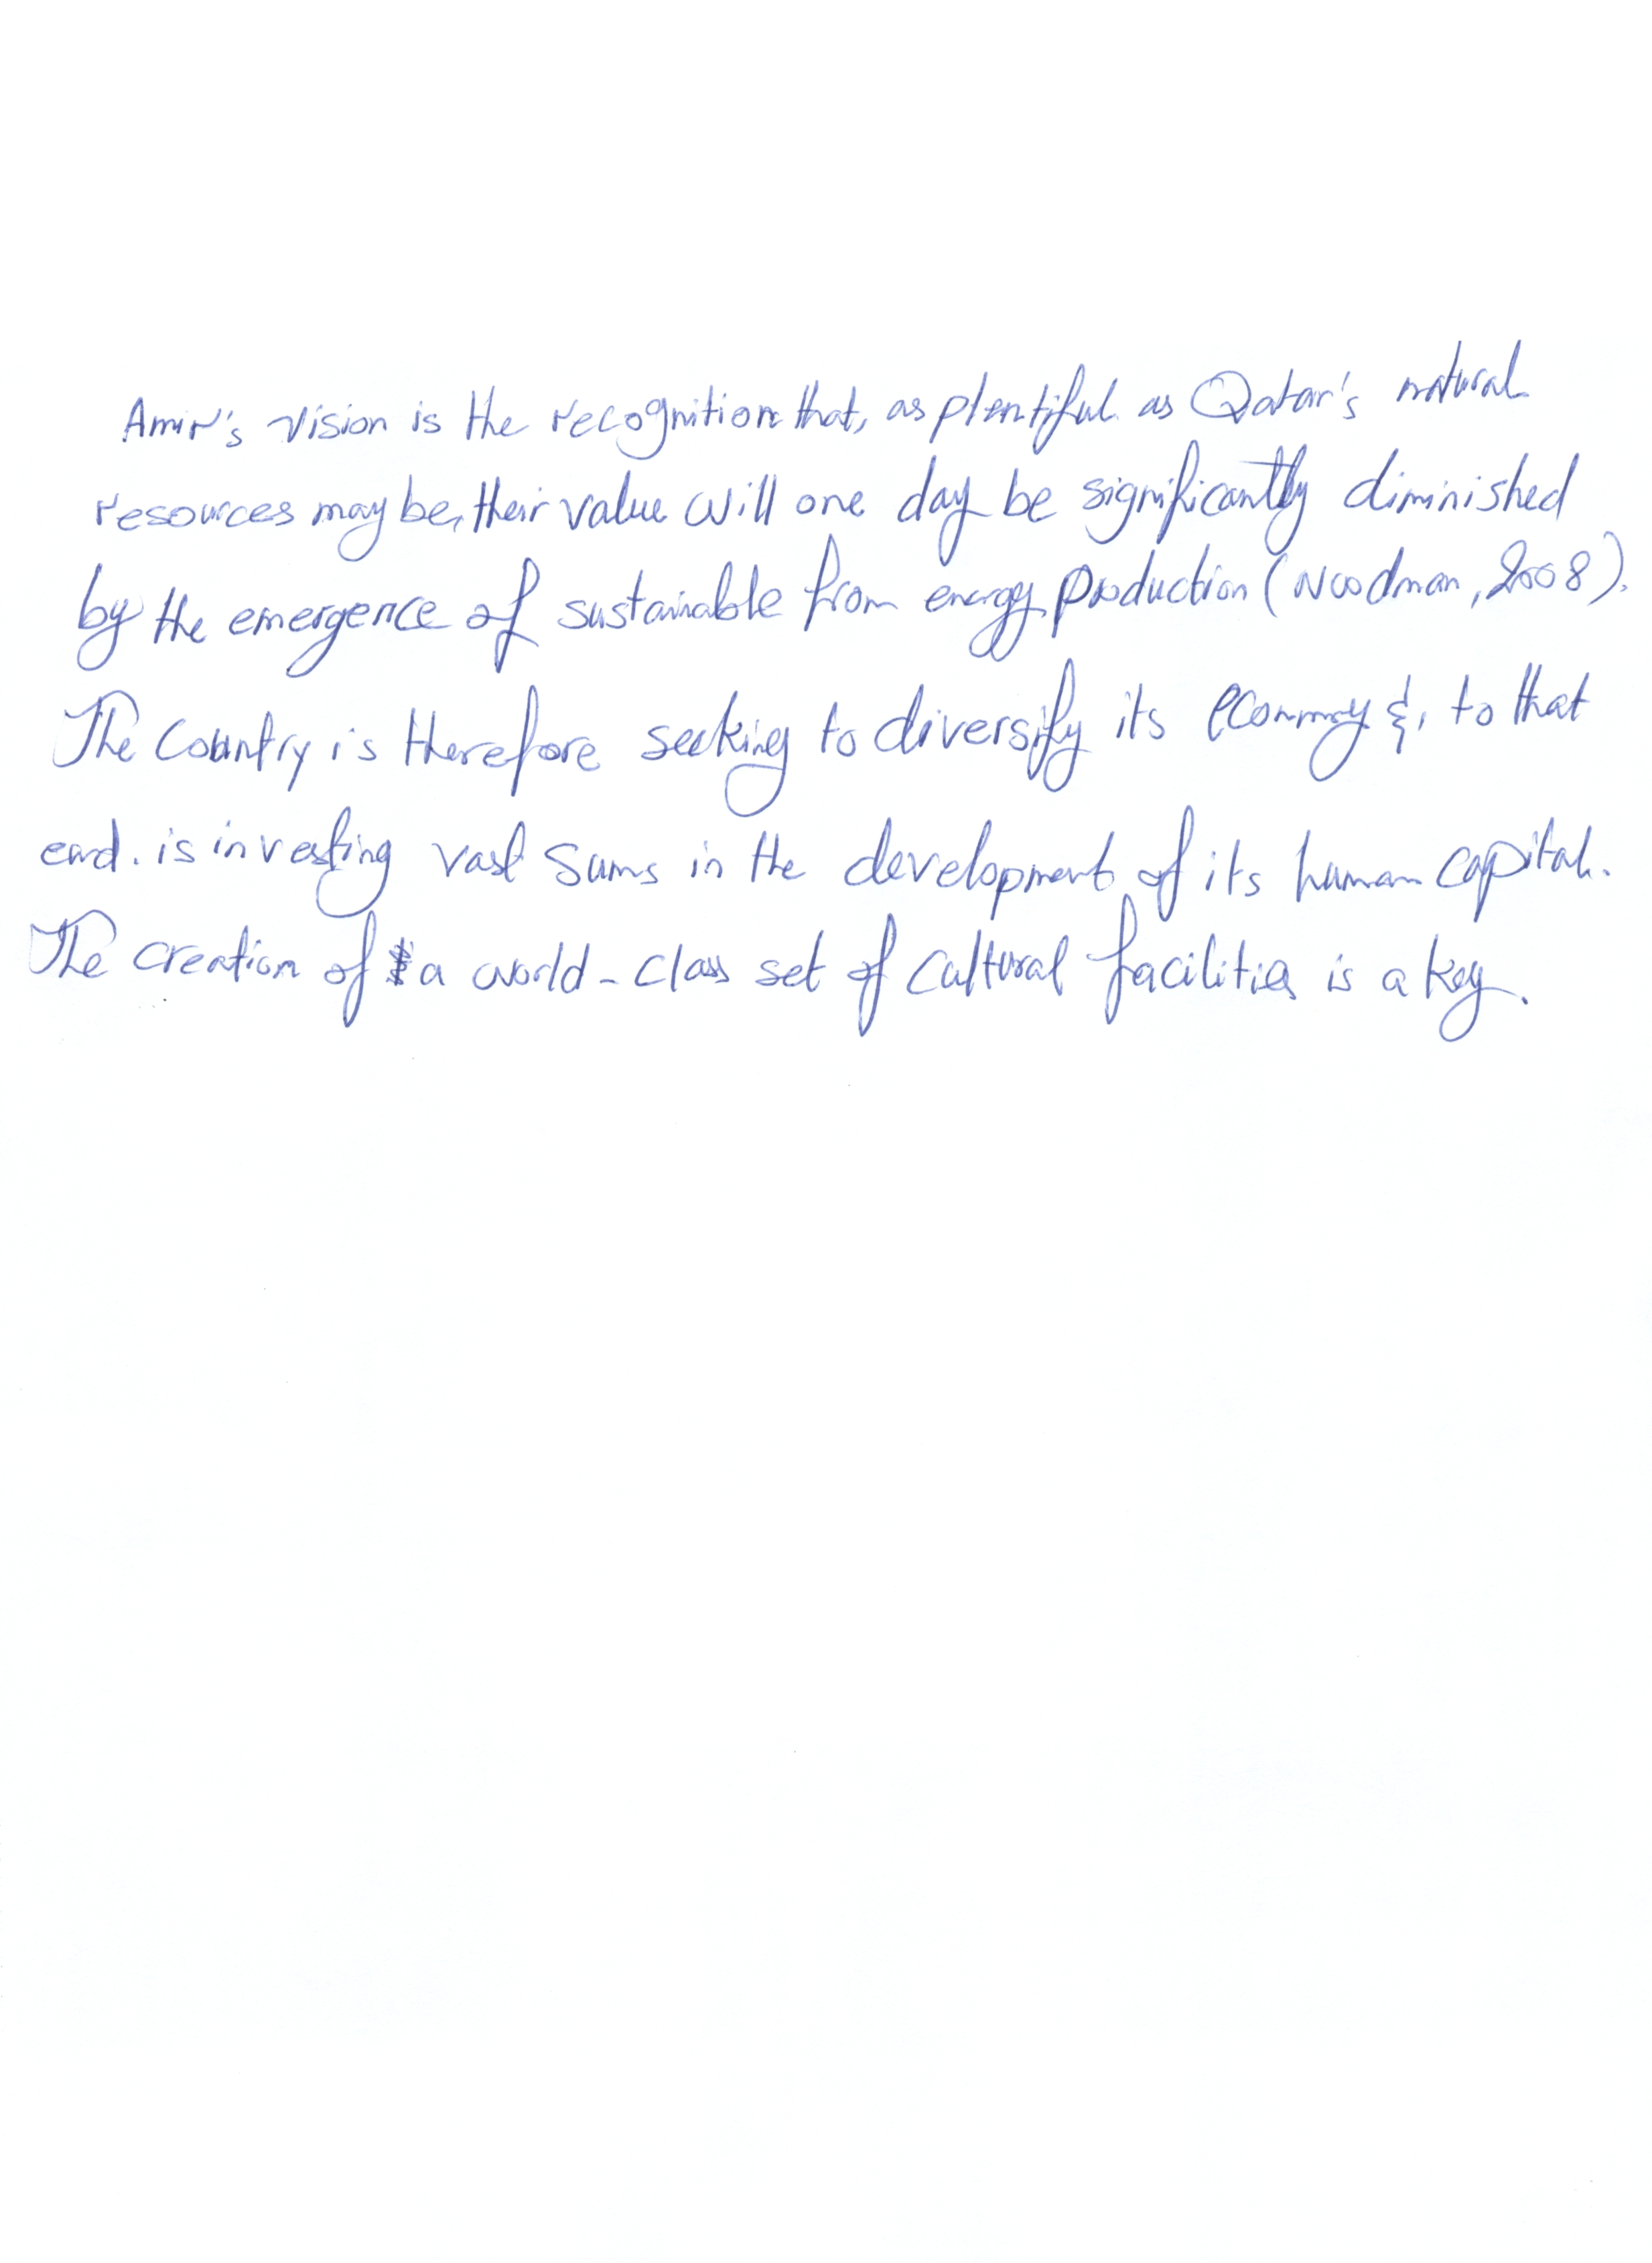 Amir's vision is the recognition that, as plentiful as Qatar's natural
resources may be, their value will one day be significantly diminished
by the emergence of sustainable from energy production (Woodman, 2008).
The Country is therefore seeking to diversify its economy &, to that
end. is investing vast sums in the development of its human capital.
The creation of a world-class set of cultural facilities is a key.